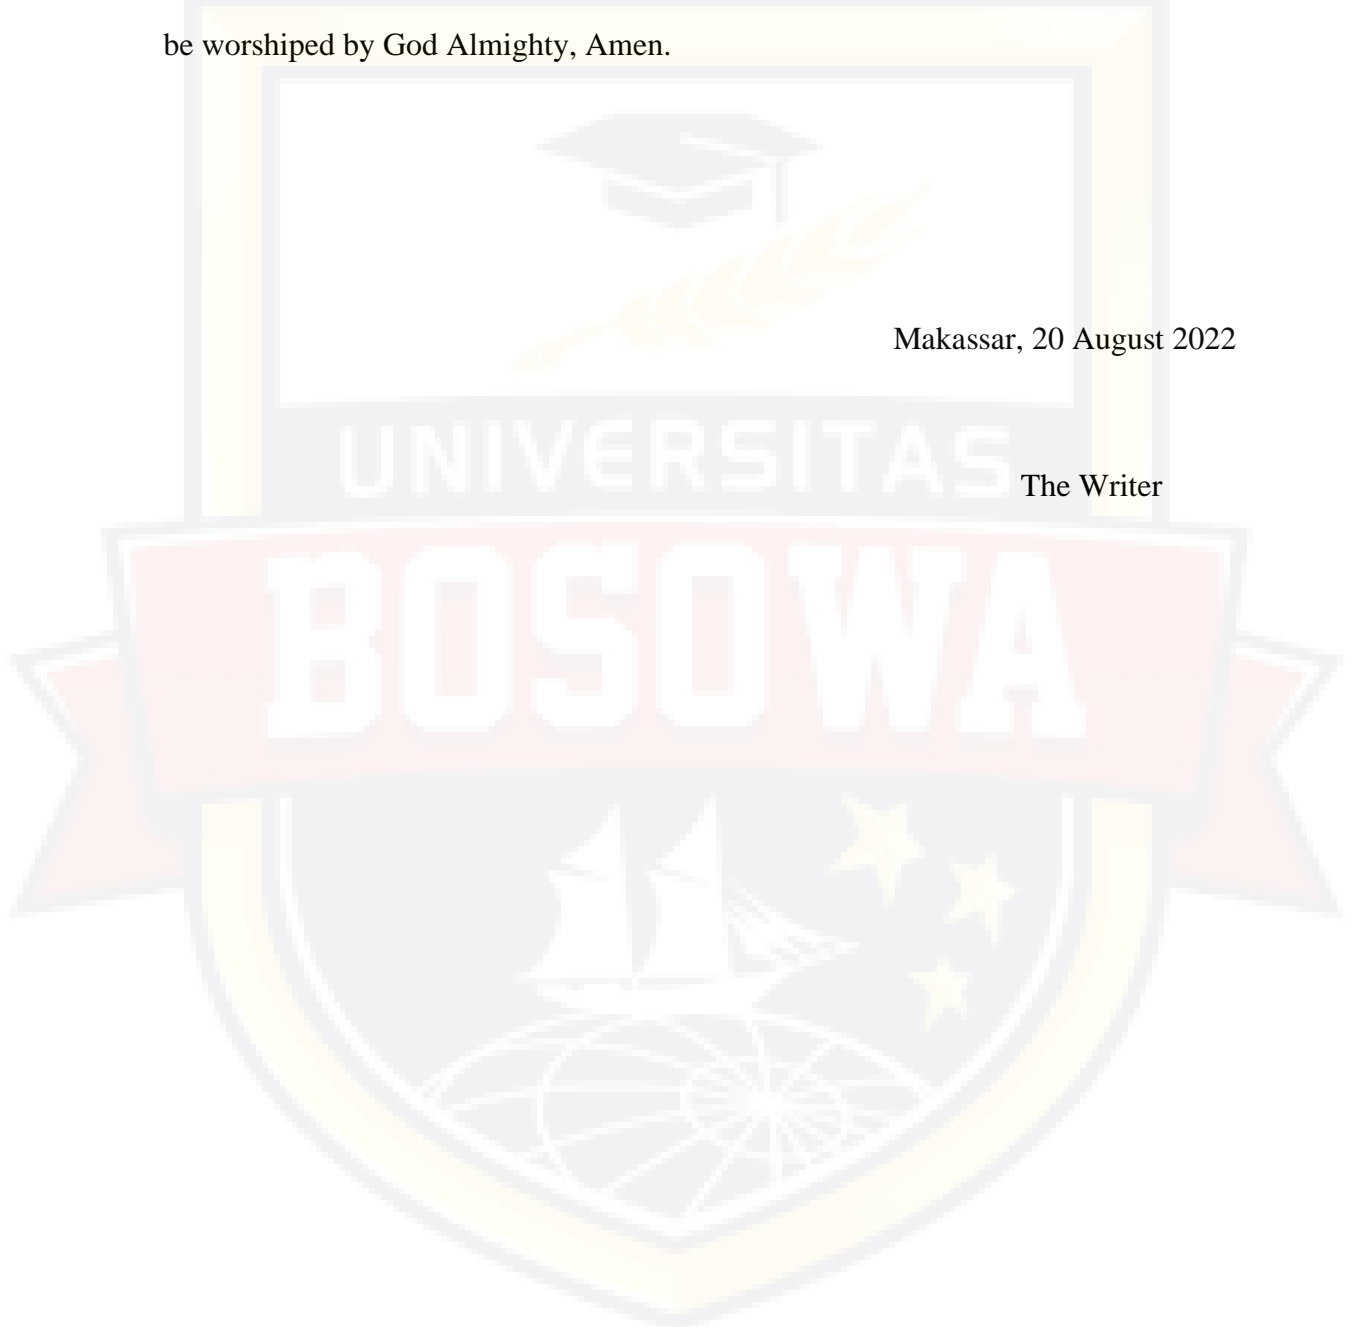 be worshiped by God Almighty, Amen.
Makassar, 20 August 2022
UNIVERSITAS
The Writer
BOSOWA